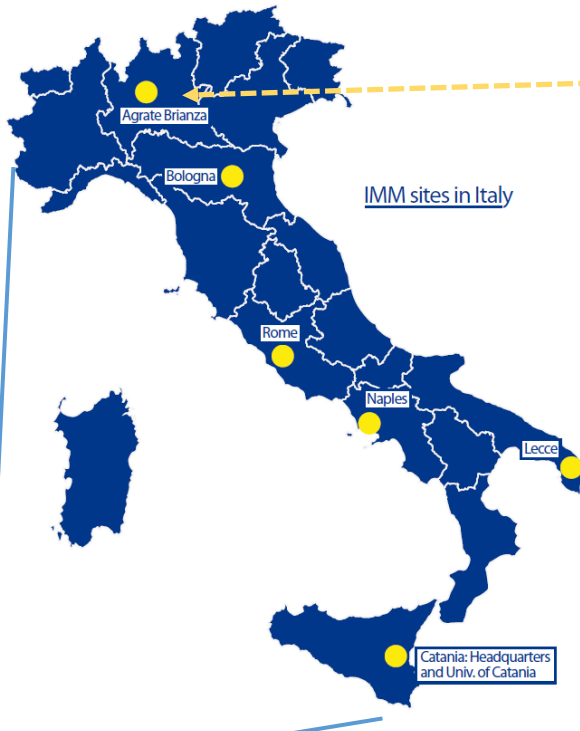 Agrate Brianza
Bologna
IMM sites in Italy
Rome
Naples
Lecce
Catania: Headquarters
and Univ. of Catania